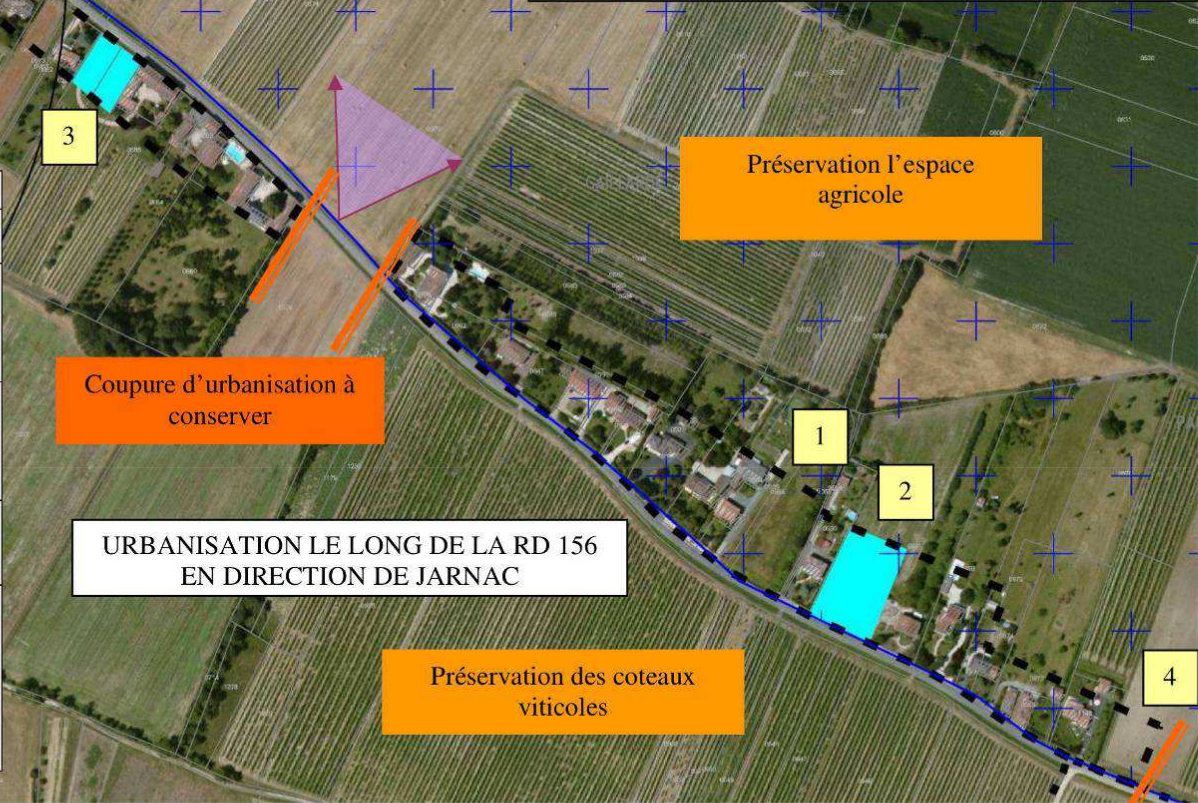 3
Préservation l'espace
agricole
Coupure d'urbanisation à
conserver
1
2
URBANISATION LE LONG DE LA RD 156
EN DIRECTION DE JARNAC
Préservation des coteaux
viticoles
4